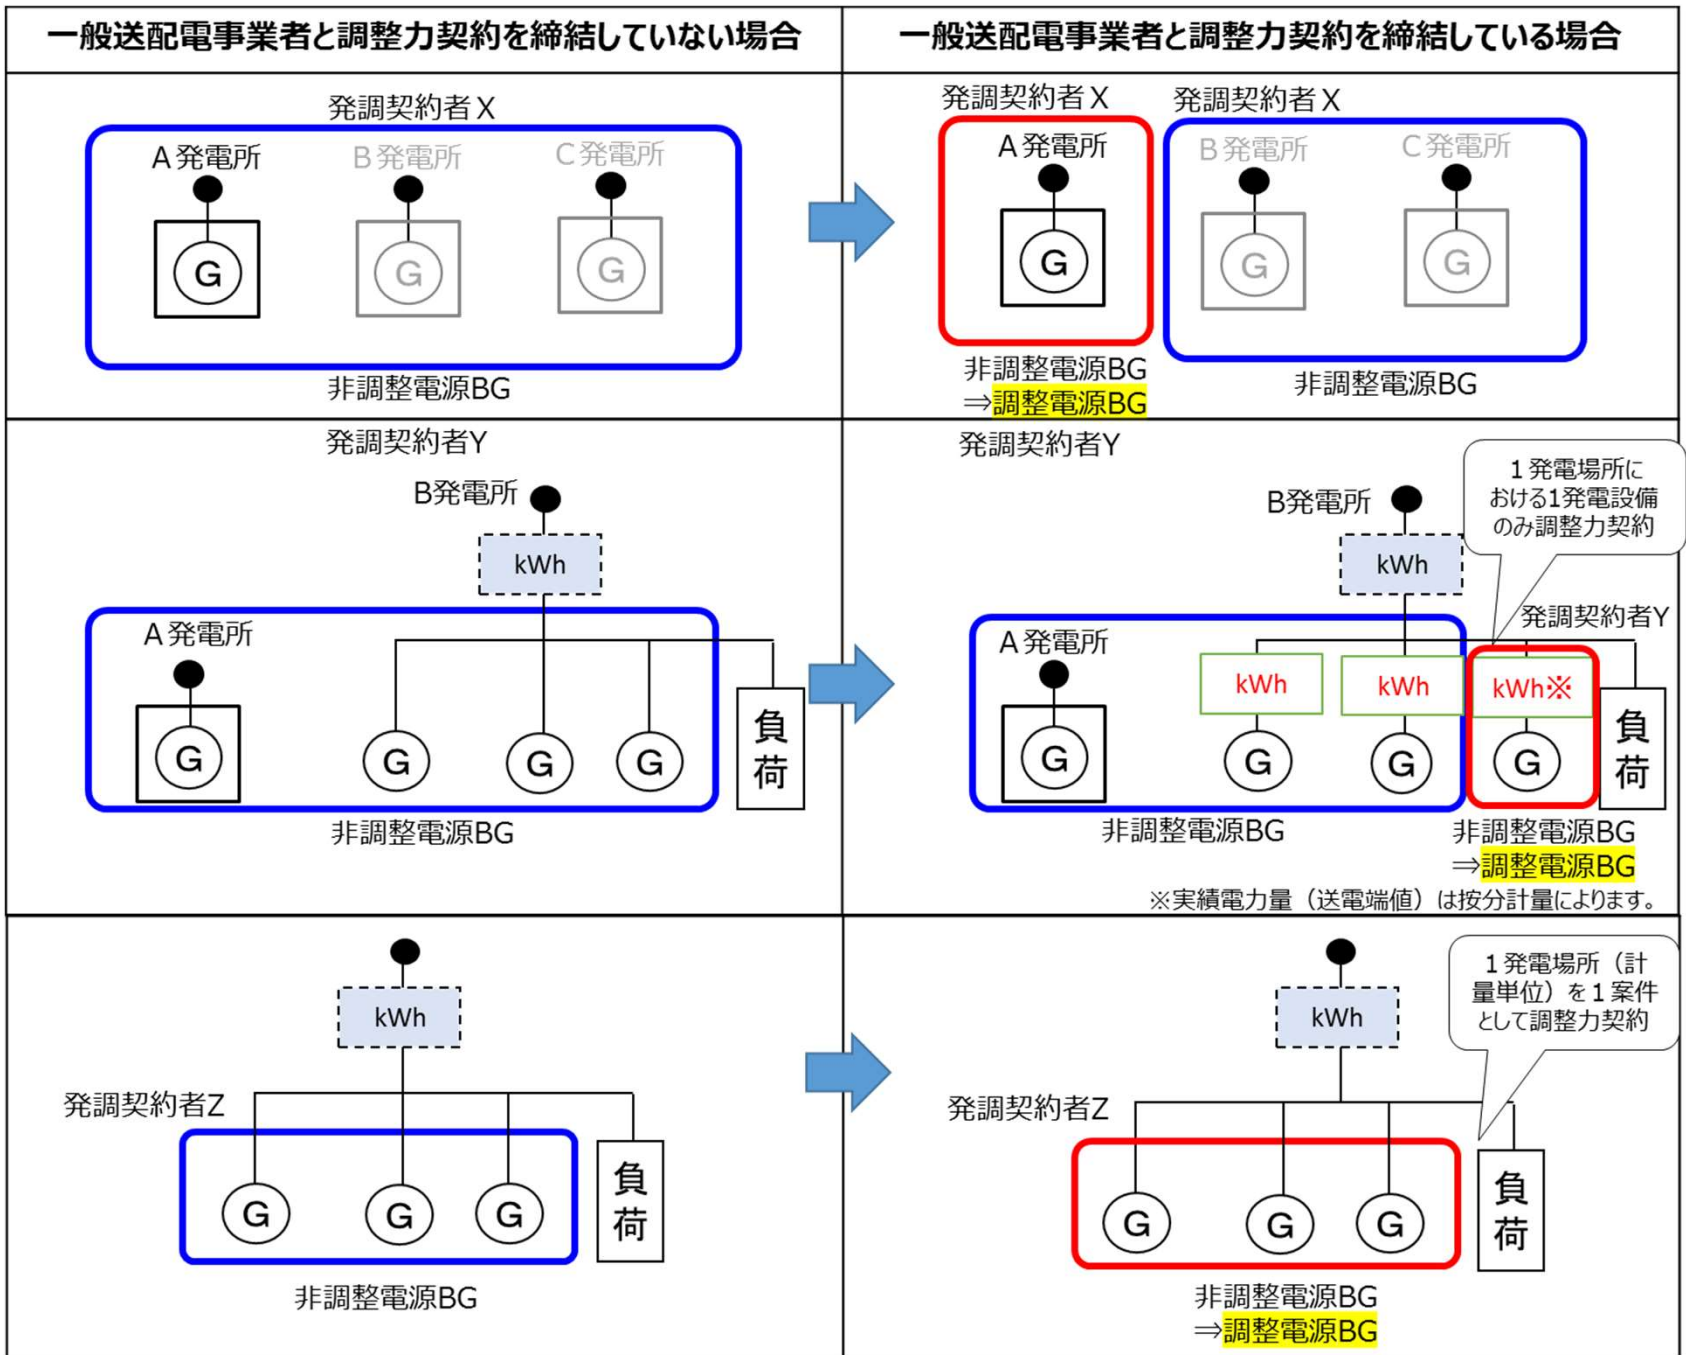 一般送配電事業者と調整力契約を締結していない場合
一般送配電事業者と調整力契約を締結している場合
発調契約者X
A発電所
B発電所
C発電所
G
G
G
非調整電源BG
発調契約者X
発調契約者X
A発電所
B発電所
C発電所
G
G
G
非調整電源BG
⇒調整電源BG
非調整電源BG
発調契約者Y
B発電所
kWh
A発電所
G
G
G
G
負
荷
非調整電源BG
発調契約者Y
B発電所
kWh
1発電場所に
おける1発電設備
のみ調整力契約
発調契約者Y
A発電所
kWh
kWh
kWh※
G
G
G
G
負
荷
非調整電源BG
非調整電源BG
⇒調整電源BG
※実績電力量（送電端値）は按分計量によります。
kWh
発調契約者Z
G
G
G
負
荷
非調整電源BG
kWh
1発電場所（計
量単位）を1案件
として調整力契約
発調契約者Z
G
G
G
負
荷
非調整電源BG
⇒調整電源BG